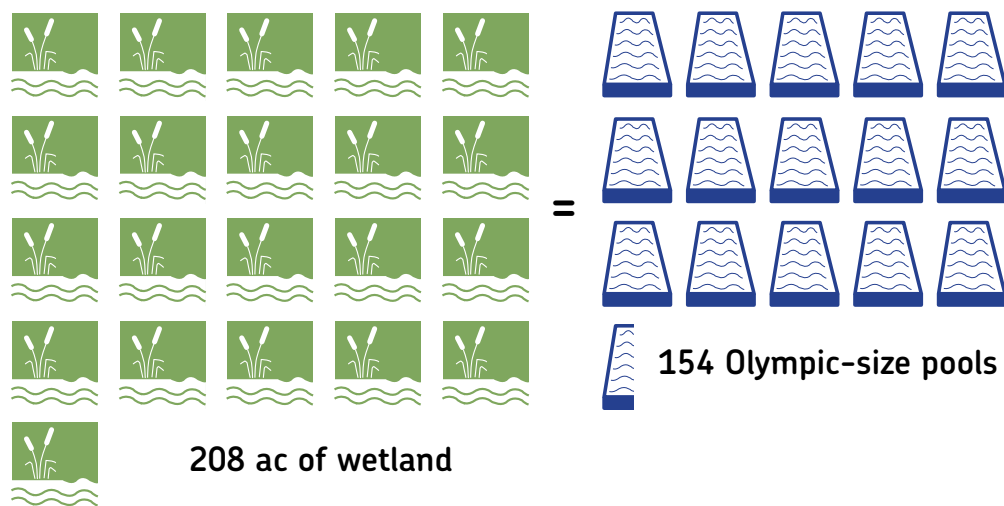 =
154 Olympic-size pools
208 ac of wetland